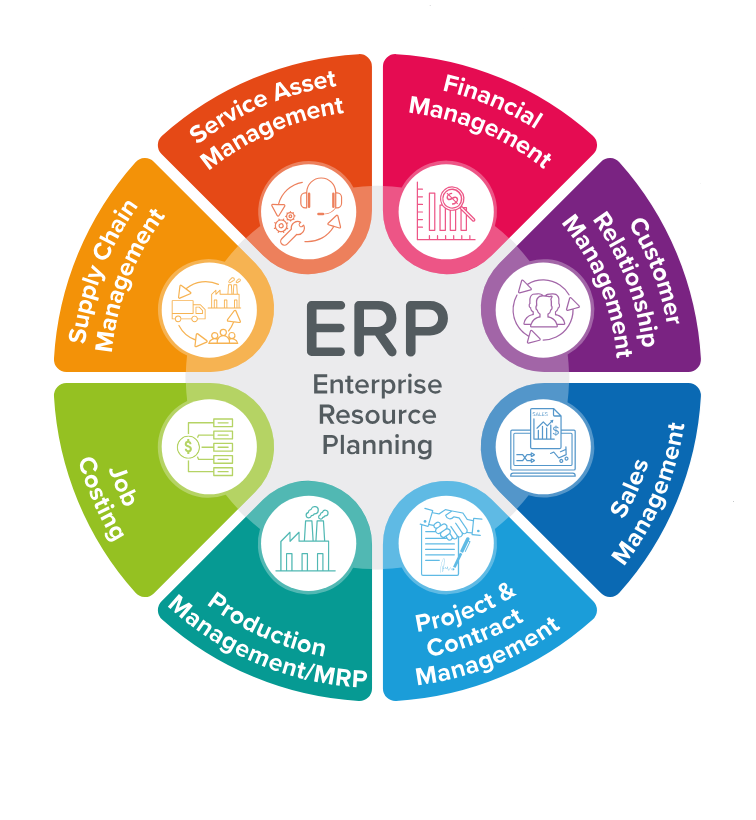 ERP
Enterprise
Resource
Planning
Financial
Management
Customer
Relationship
Management
SALES
$
Sales
Management
Project &
Contract
Management
Production
Management/MRP
Job
Costing
$
Supply Chain
Management
Service Asset
Management
$